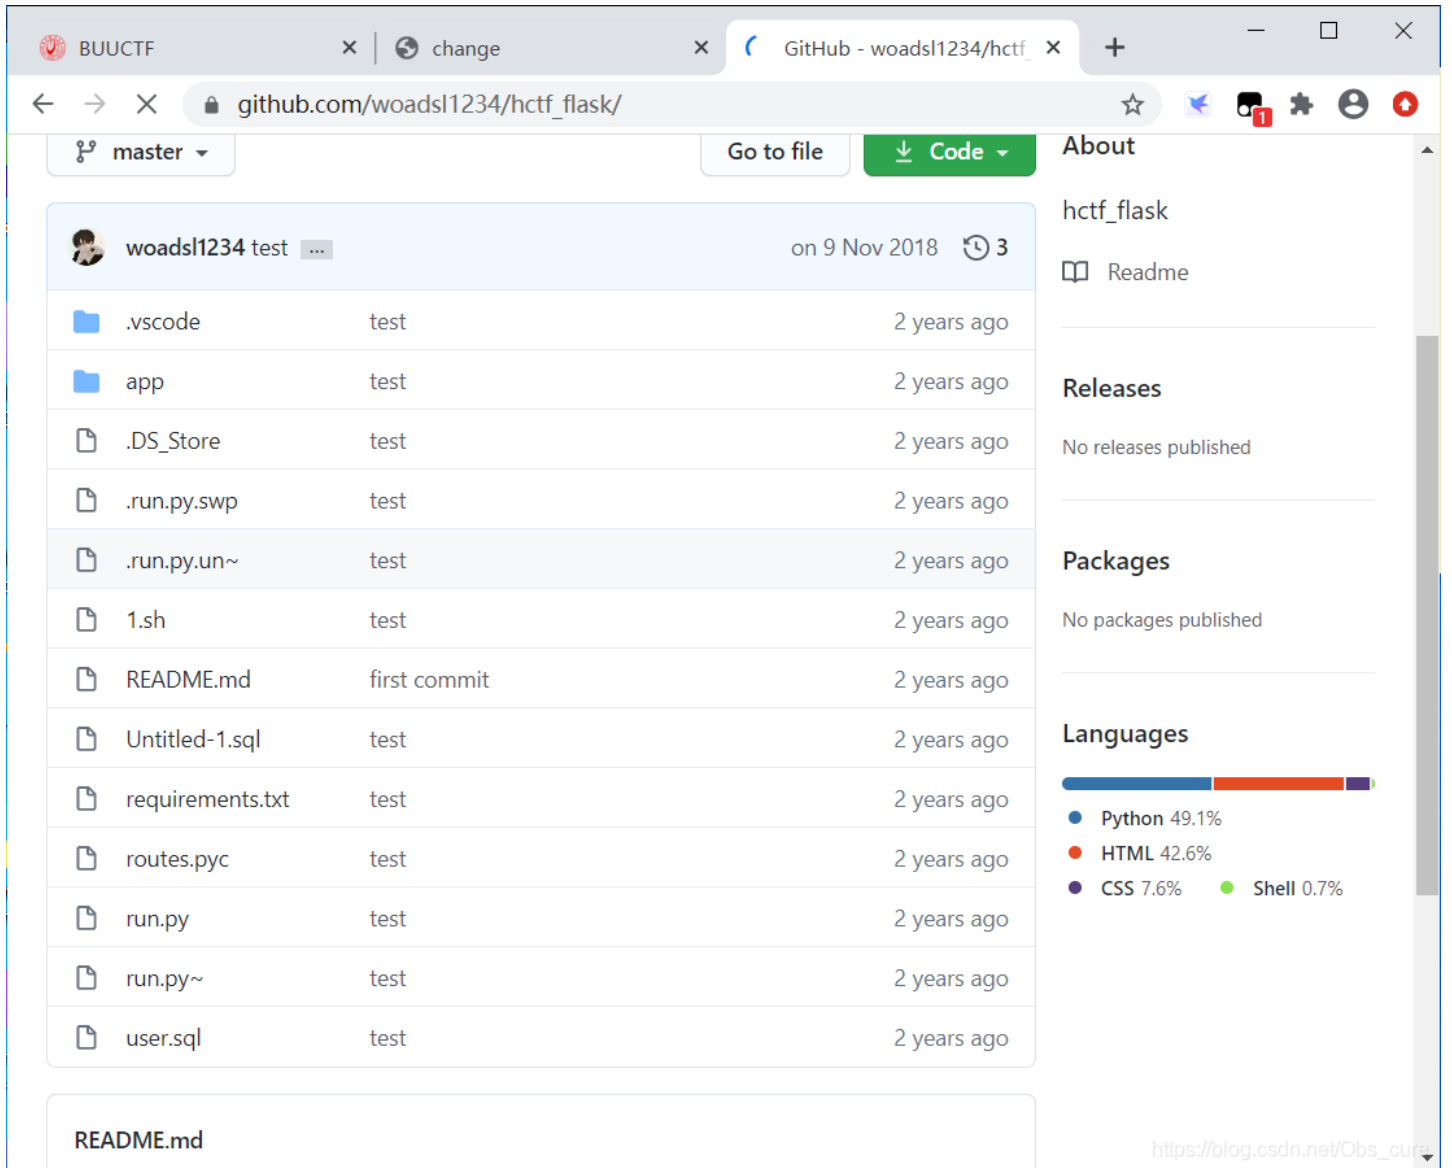 BUUCTF
change
GitHub - woadsl1234/hctf_
github.com/woadsl1234/hctf_flask/
1
master
Go to file
Code
About
hctf_flask
Readme
woadsl1234 test ...
on 9 Nov 2018
3
.vscode test 2 years ago
app test 2 years ago
.DS_Store test 2 years ago
.run.py.swp test 2 years ago
.run.py.un~ test 2 years ago
1.sh test 2 years ago
README.md first commit 2 years ago
Untitled-1.sql test 2 years ago
requirements.txt test 2 years ago
routes.pyc test 2 years ago
run.py test 2 years ago
run.py~ test 2 years ago
user.sql test 2 years ago
Releases
No releases published
Packages
No packages published
Languages
Python 49.1%
HTML 42.6%
CSS 7.6% Shell 0.7%
README.md
https://blog.csdn.net/Obs_cure